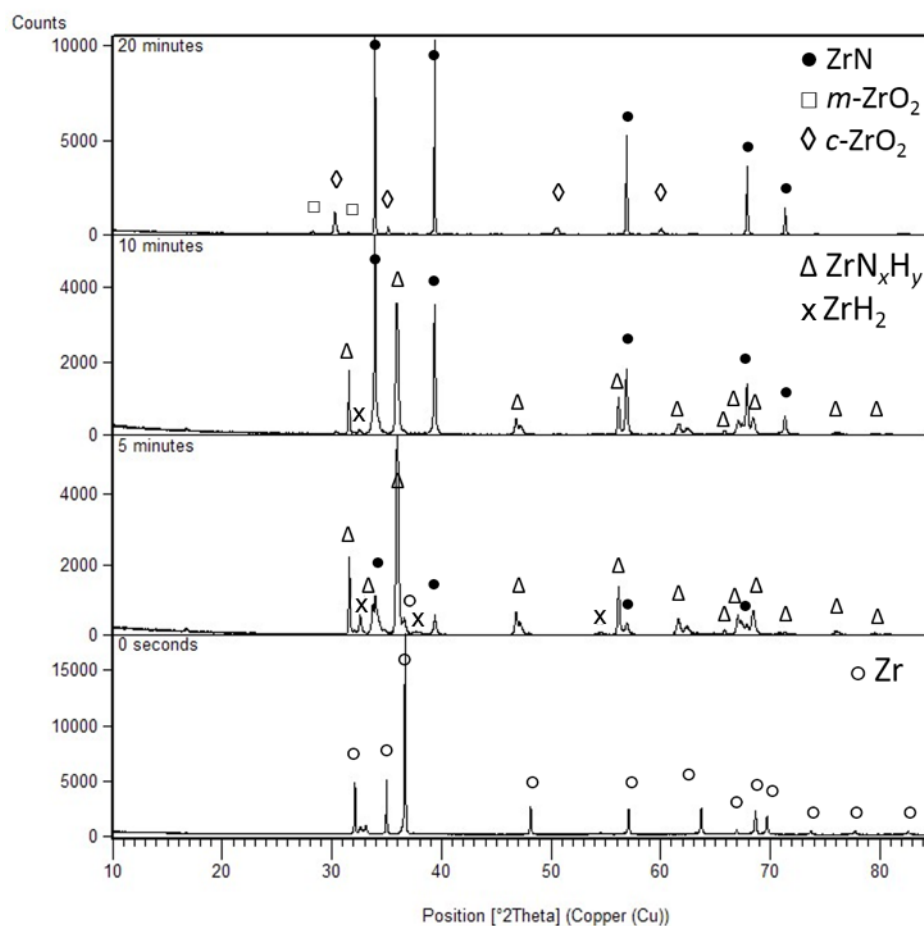 Counts
20 minutes
10000
5000
0
● ZrN
□ m-ZrO₂
◊ c-ZrO₂
10 minutes
4000
2000
0
Δ ZrNₓHᵧ
x ZrH₂
5 minutes
4000
2000
0
0 seconds
15000
10000
5000
0
○ Zr
10 20 30 40 50 60 70 80
Position [°2Theta] (Copper (Cu))